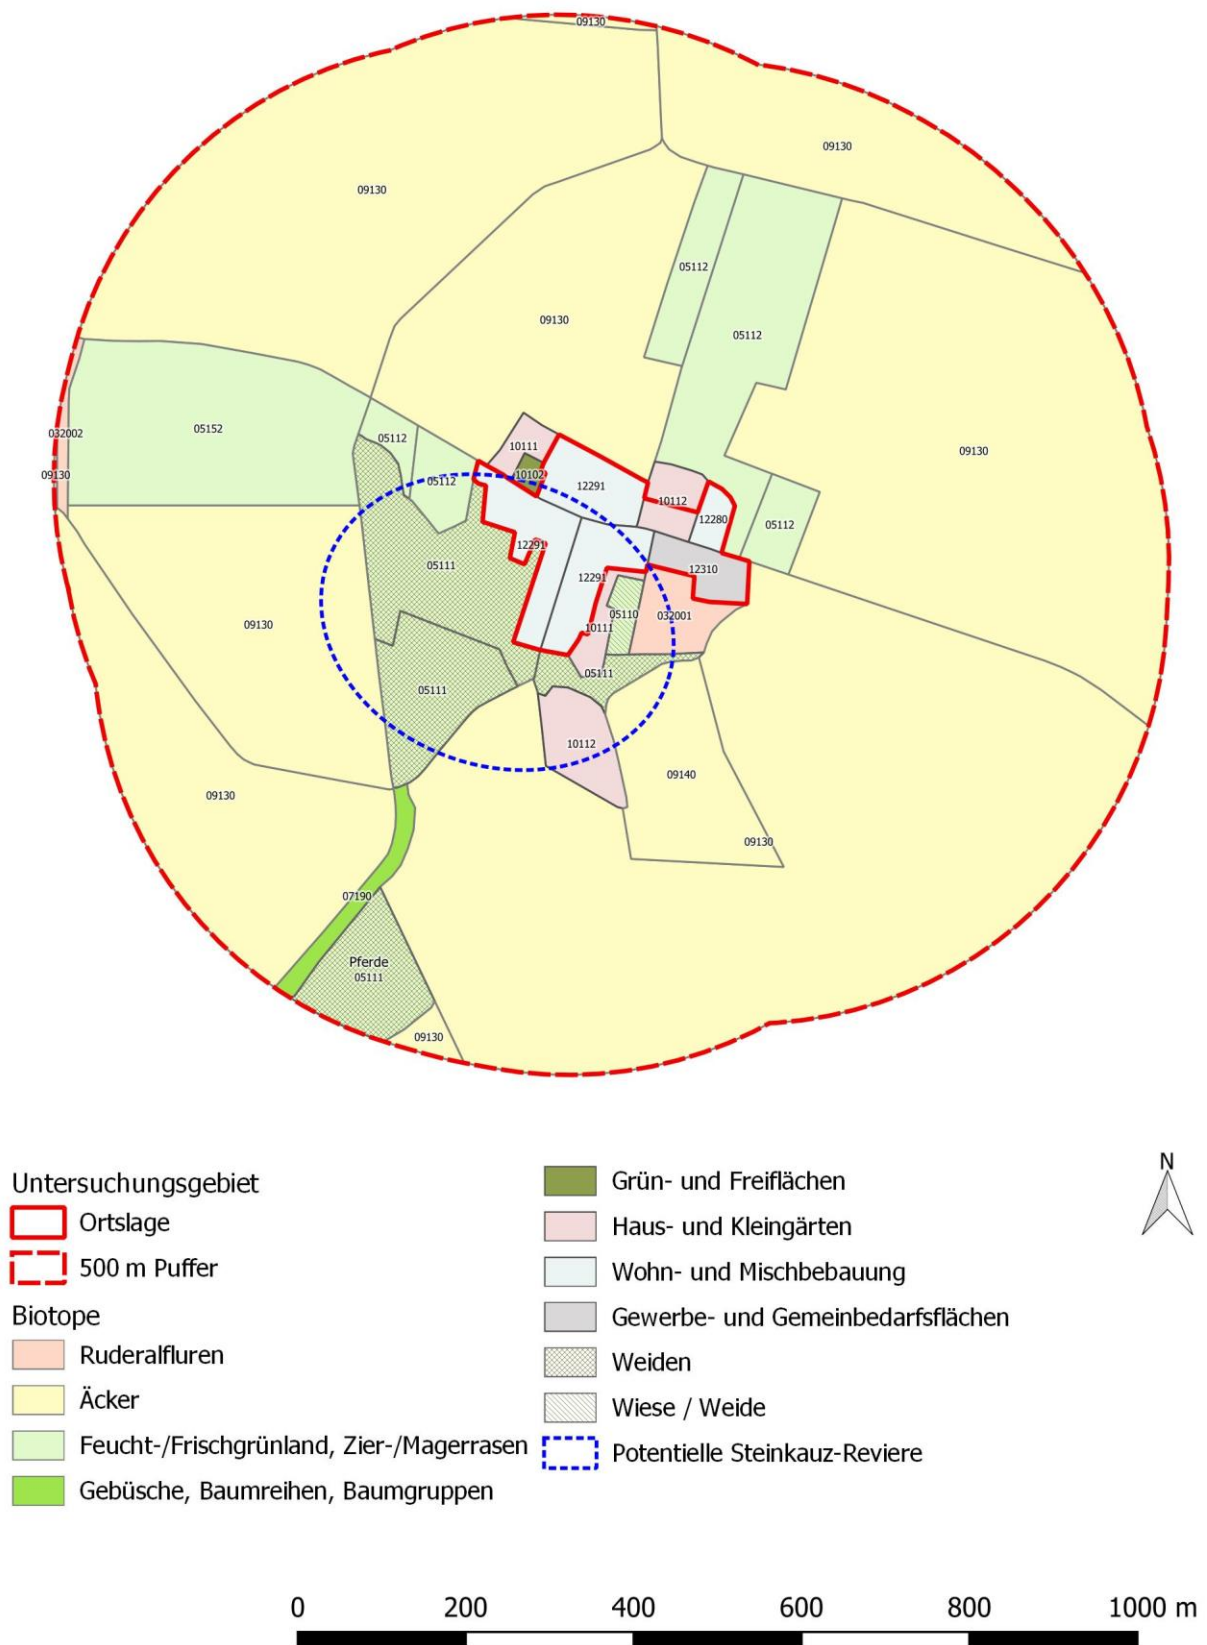 09130
09130
09130
05112
09130
05112
032002
05152
05112
10111
09130
09130
05112
10102
12291
10112
12280
05112
12291
05111
12291
12310
09130
05110
032001
10111
05111
05111
10112
09140
09130
09130
07190
Pferde
05111
09130
N
Untersuchungsgebiet
Ortslage
500 m Puffer
Biotope
Ruderalfluren
Äcker
Feucht-/Frischgrünland, Zier-/Magerrasen
Gebüsche, Baumreihen, Baumgruppen
Grün- und Freiflächen
Haus- und Kleingärten
Wohn- und Mischbebauung
Gewerbe- und Gemeinbedarfsflächen
Weiden
Wiese / Weide
Potentielle Steinkauz-Reviere
0 200 400 600 800 1000 m